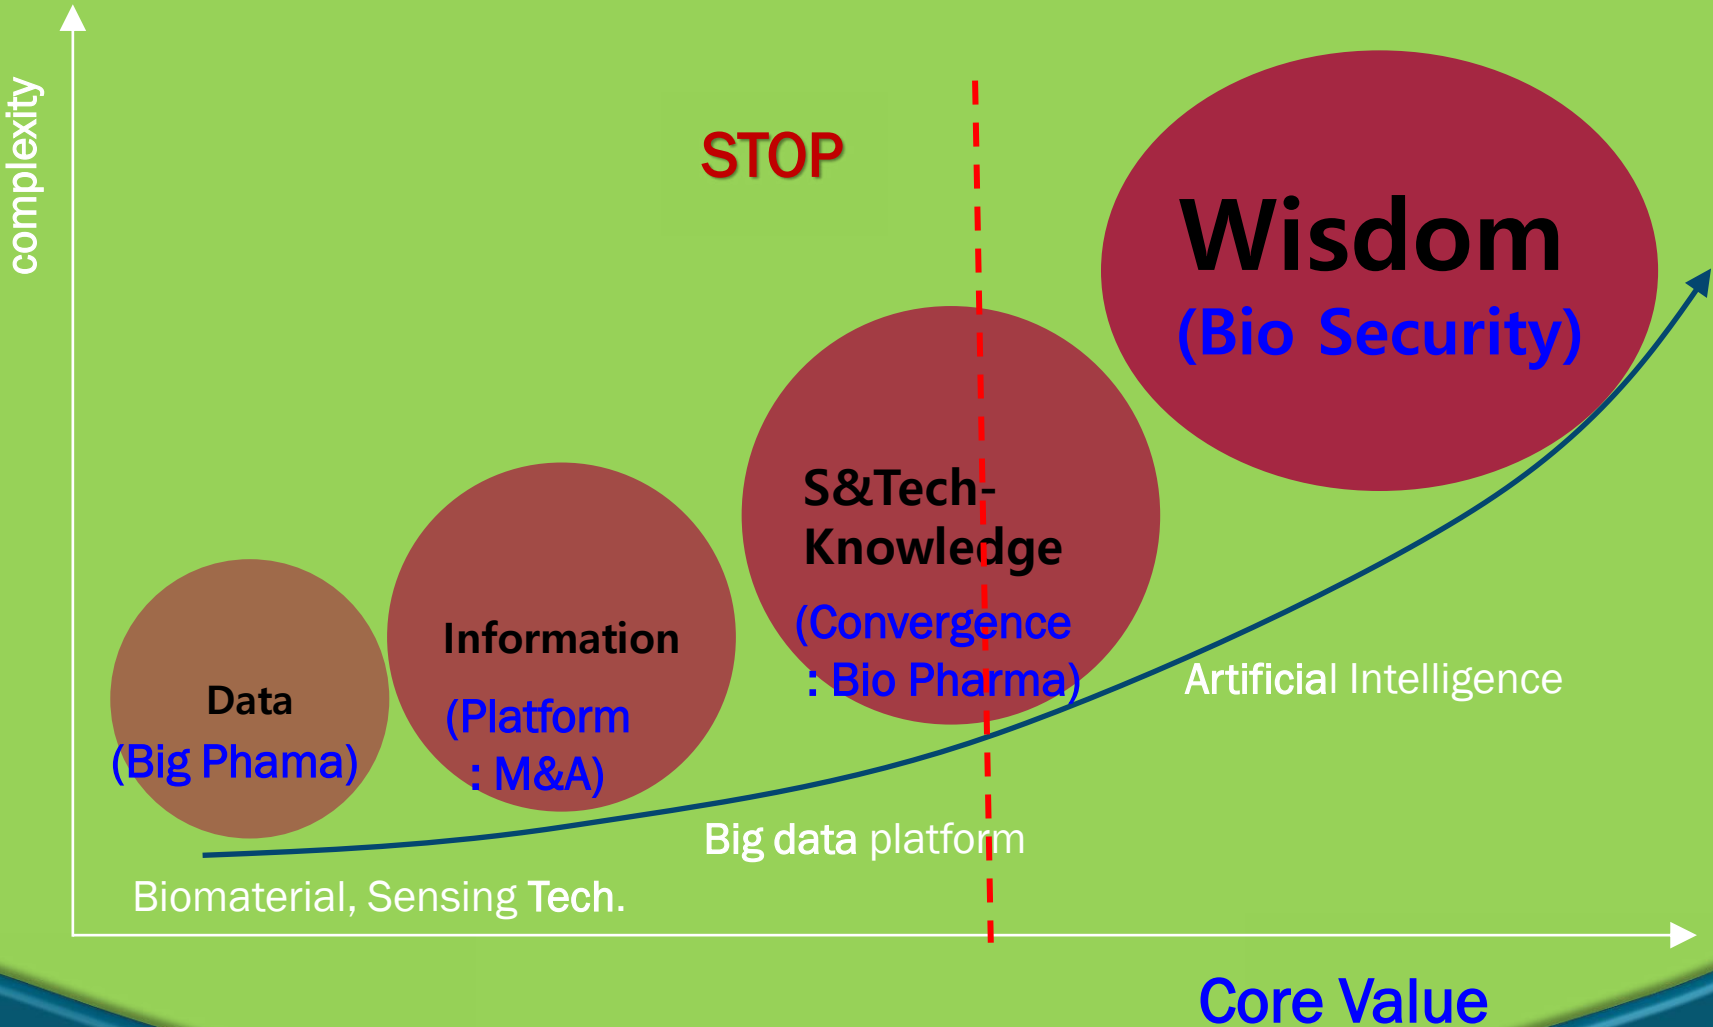 complexity
STOP
Wisdom
(Bio Security)
S&Tech-
Knowledge
(Convergence
: Bio Pharma)
Information
(Platform
: M&A)
Data
(Big Phama)
Artificial Intelligence
Big data platform
Biomaterial, Sensing Tech.
Core Value